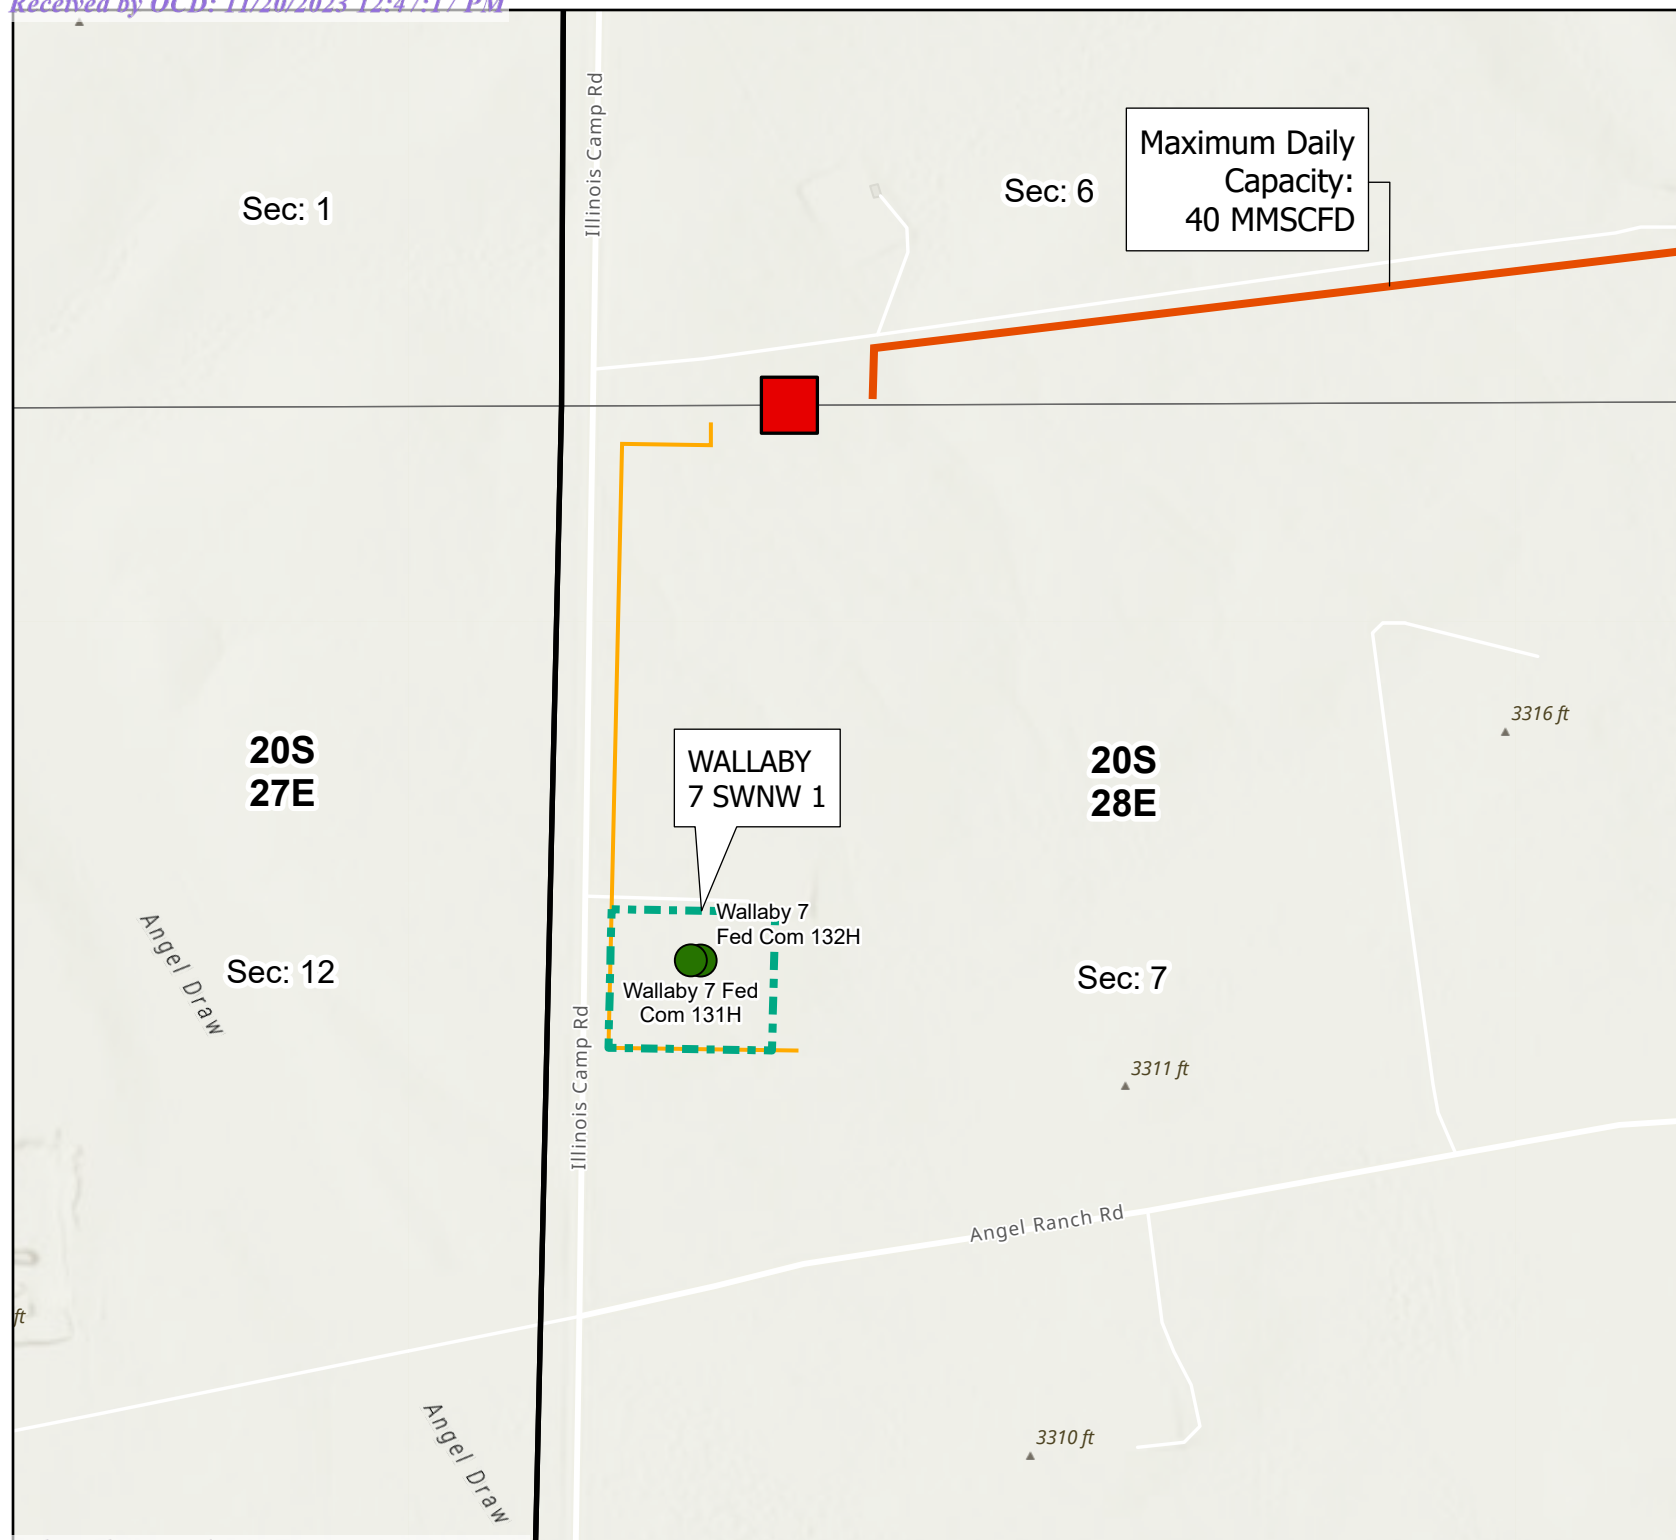 Received by OCD: 11/20/2023 12:47:17 PM
Illinois Camp Rd
Maximum Daily
Capacity:
40 MMSCFD
Sec: 1
Sec: 6
3316 ft
20S
27E
WALLABY
7 SWNW 1
20S
28E
Wallaby 7
Fed Com 132H
Angel Draw
Sec: 12
Wallaby 7 Fed
Com 131H
Sec: 7
Illinois Camp Rd
3311 ft
Angel Ranch Rd
ft
Angel Draw
3310 ft